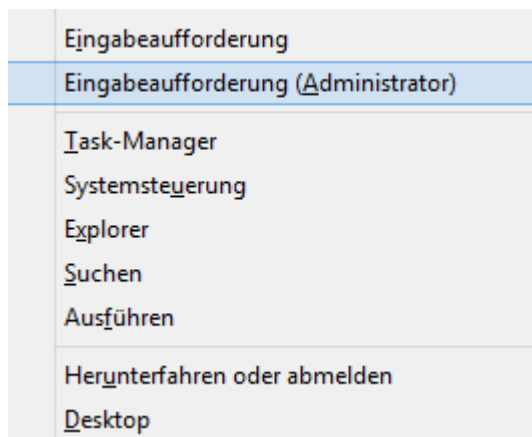 Eingabeaufforderung
Eingabeaufforderung (Administrator)
Task-Manager
Systemsteuerung
Explorer
Suchen
Ausführen
Herunterfahren oder abmelden
Desktop